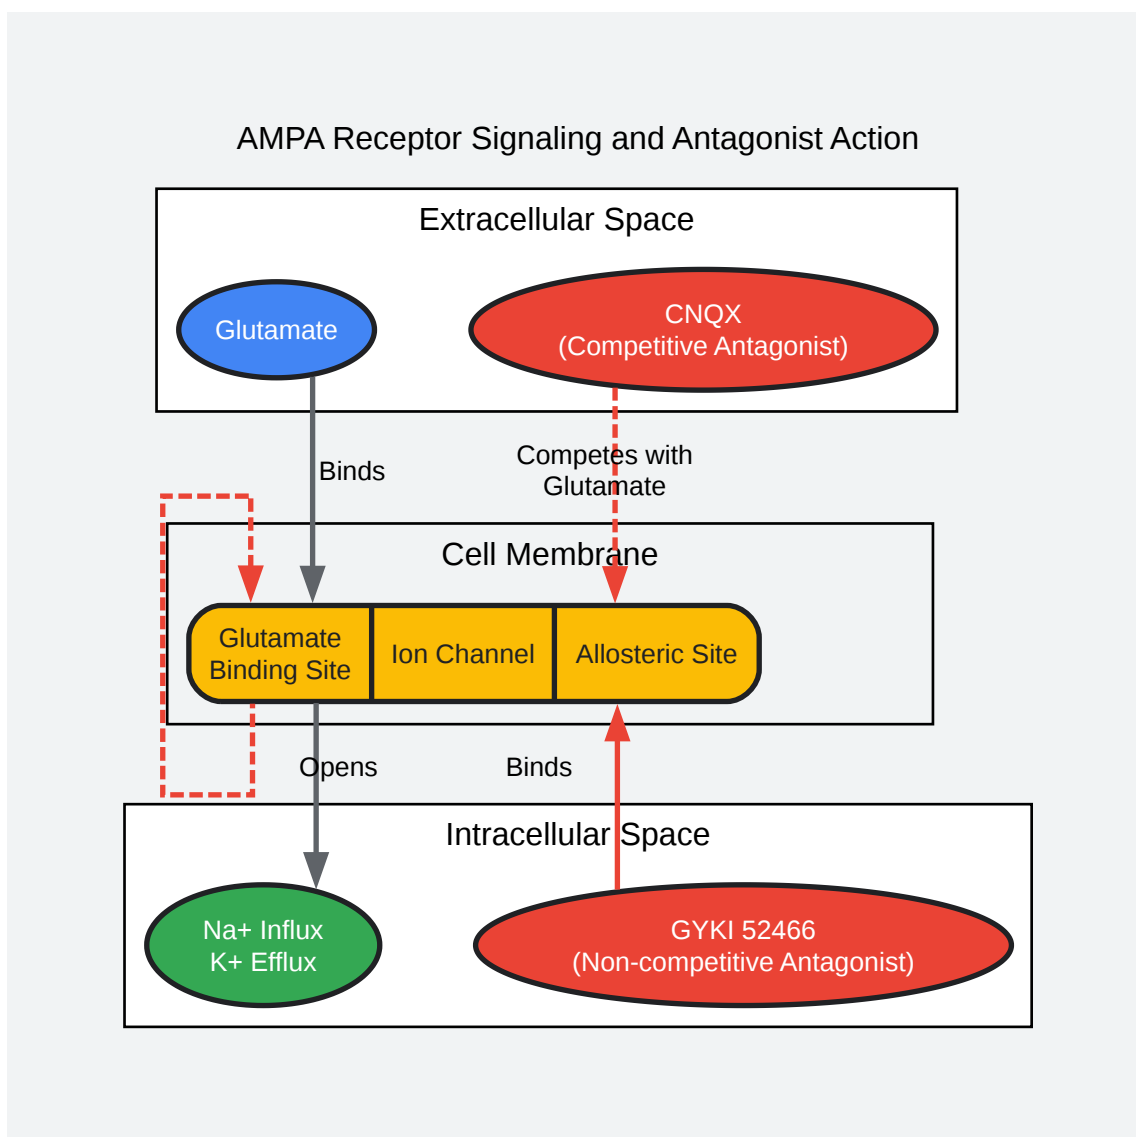 AMPA Receptor Signaling and Antagonist Action
Extracellular Space
Glutamate
CNQX
(Competitive Antagonist)
Binds
Competes with
Glutamate
Cell Membrane
Glutamate
Binding Site
Ion Channel
Allosteric Site
Opens
Binds
Intracellular Space
Na+ Influx
K+ Efflux
GYKI 52466
(Non-competitive Antagonist)